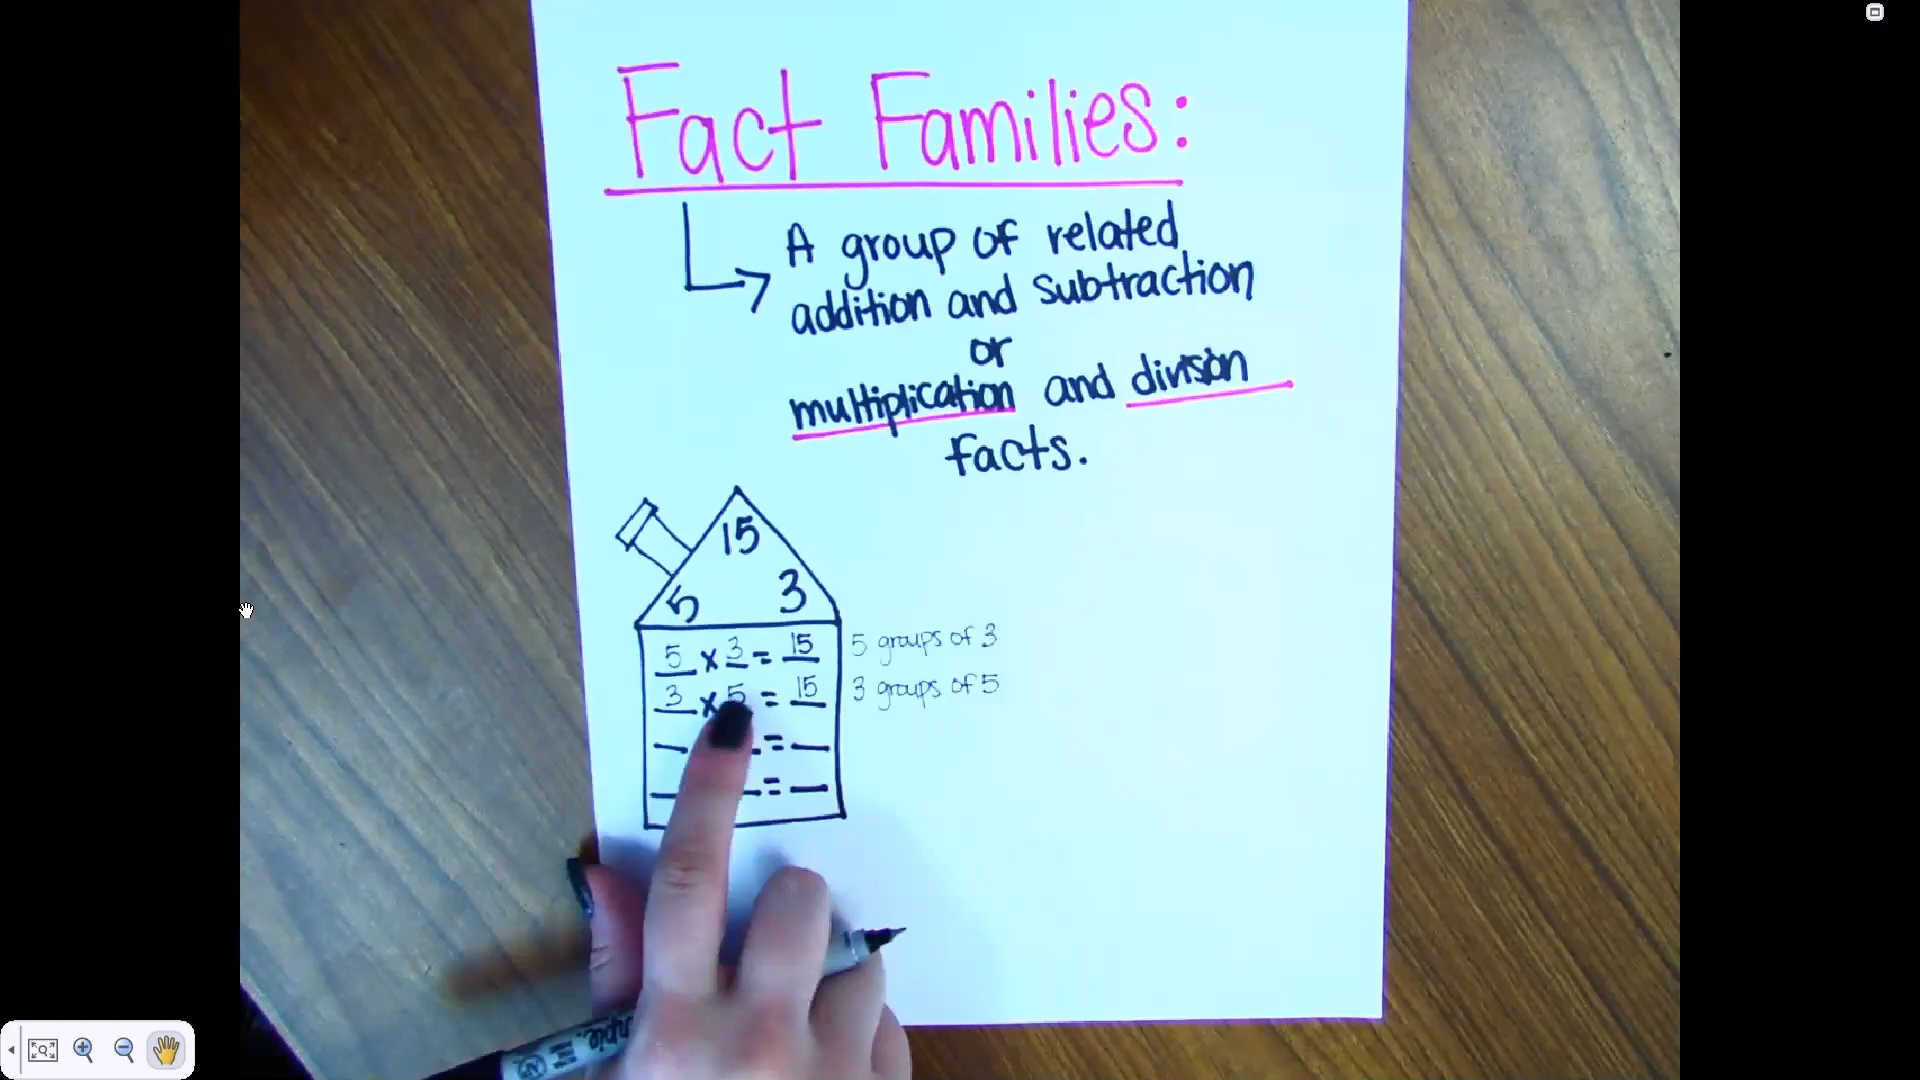 Fact Families:
A group of related
addition and subtraction
or
multiplication and division
facts.
15
5 3
5 x 3 = 15 5 groups of 3
3 x 5 = 15 3 groups of 5
=
=